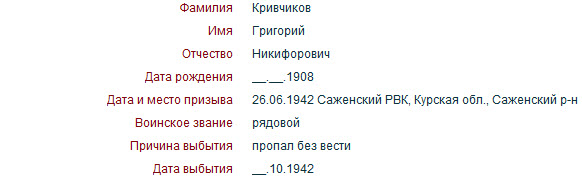 Фамилия Кривчиков
Имя Григорий
Отчество Никифорович
Дата рождения __.__.1908
Дата и место призыва 26.06.1942 Саженский РВК, Курская обл., Саженский р-н
Воинское звание рядовой
Причина выбытия пропал без вести
Дата выбытия __.10.1942